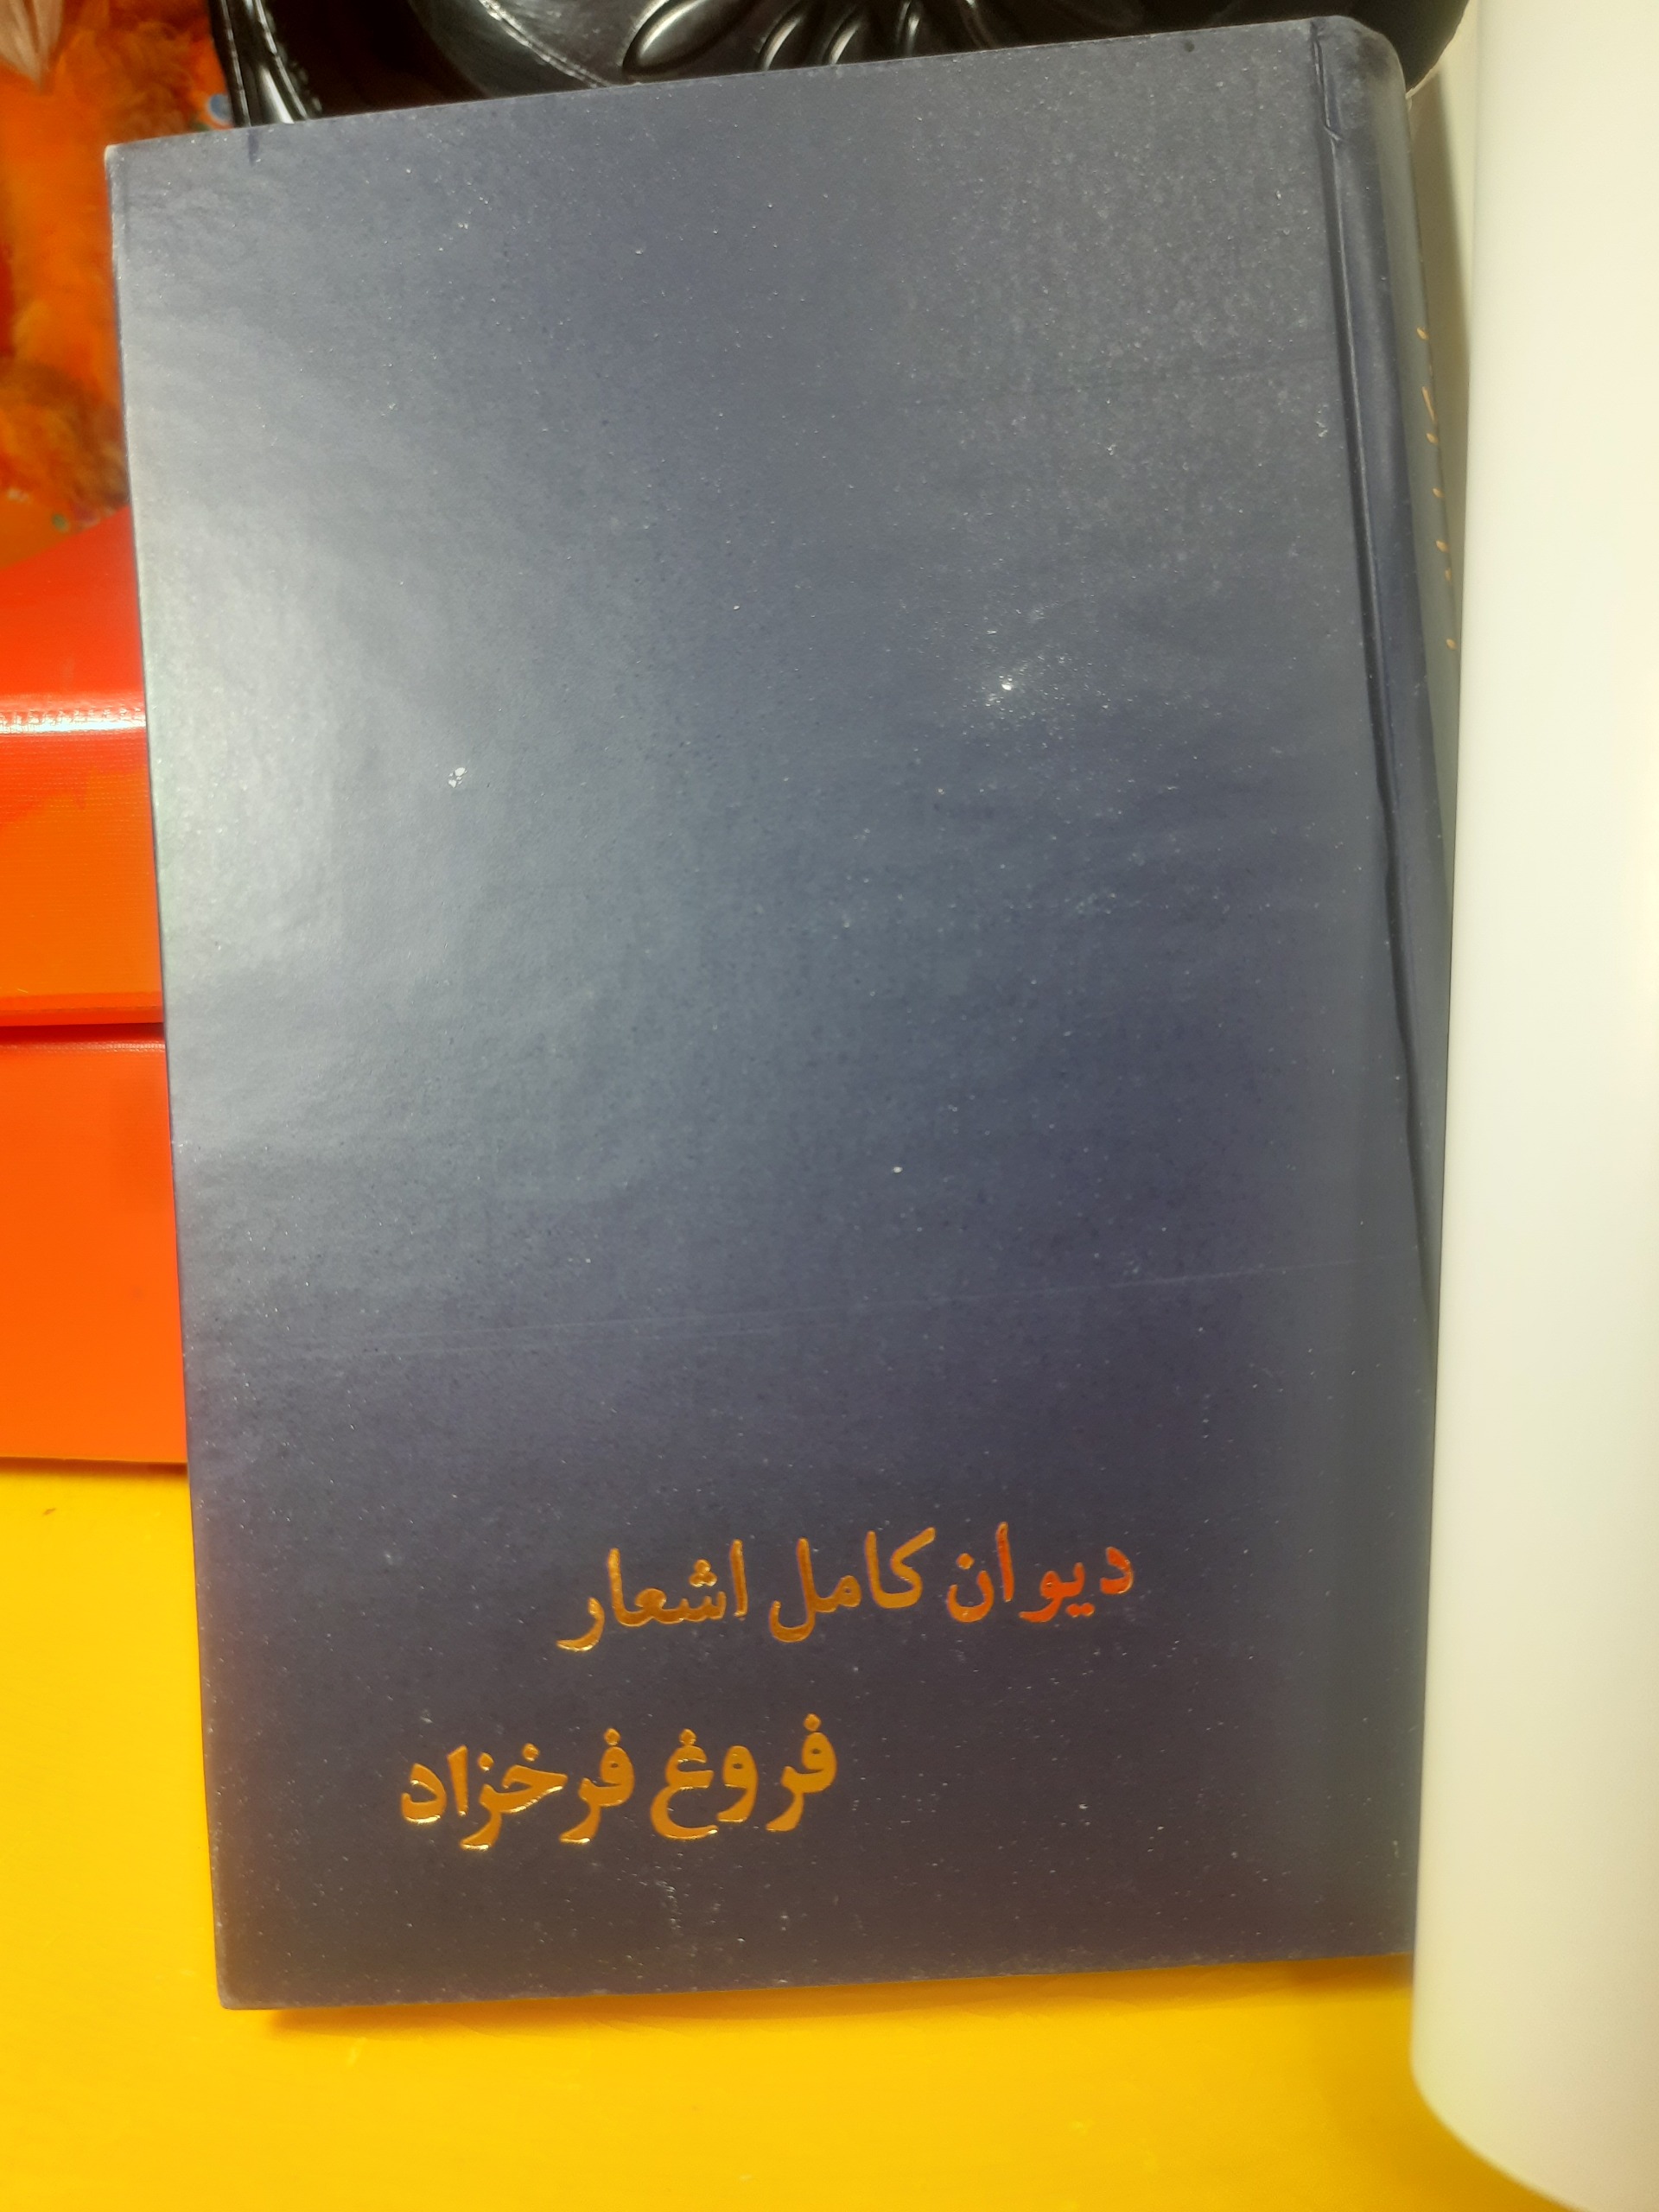 دیوان کامل اشعار
فروغ فرخزاد